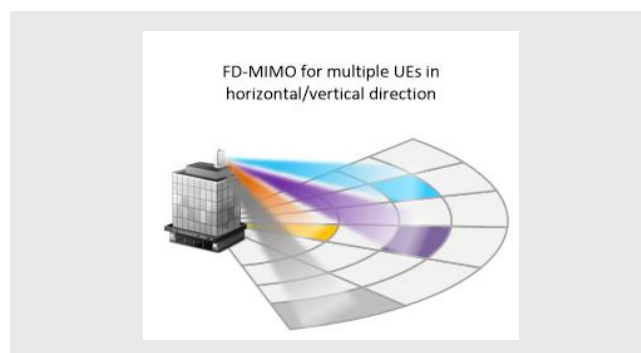 FD-MIMO for multiple UEs in
horizontal/vertical direction